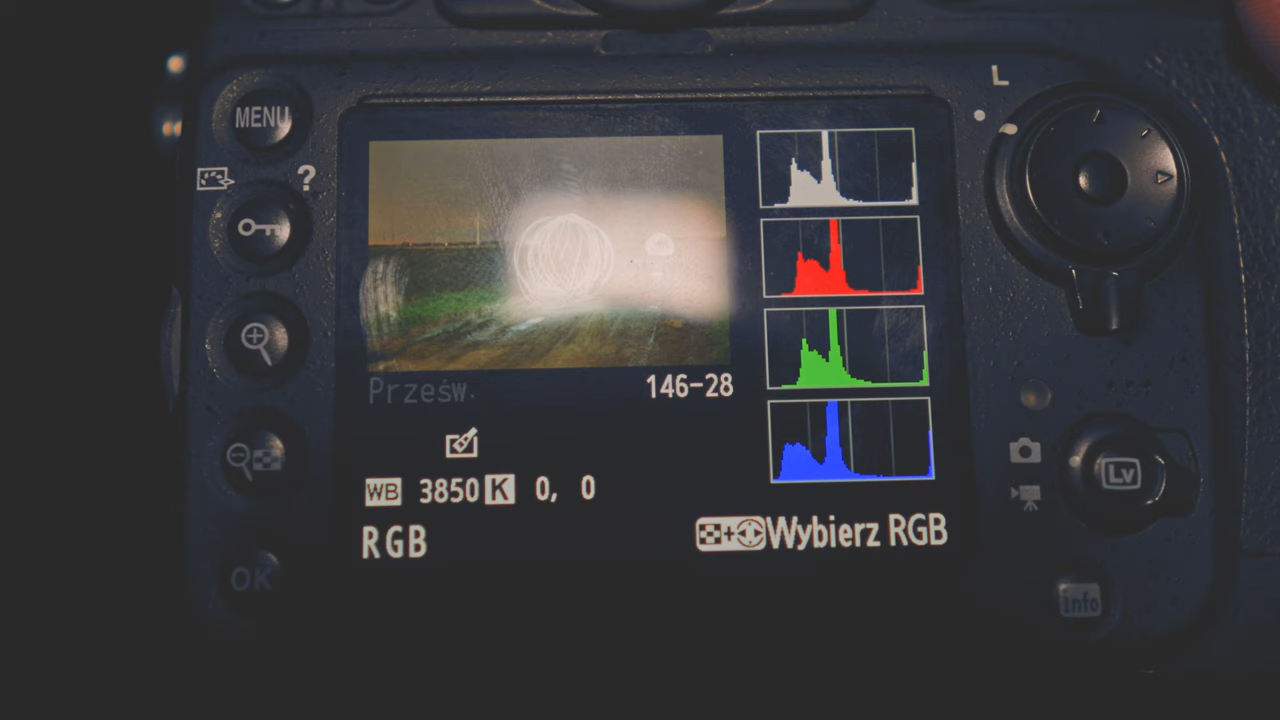 L
MENU
?
Prześw.
146-28
WB 3850 K 0, 0
RGB
Wybierz RGB
Lv
OK
info